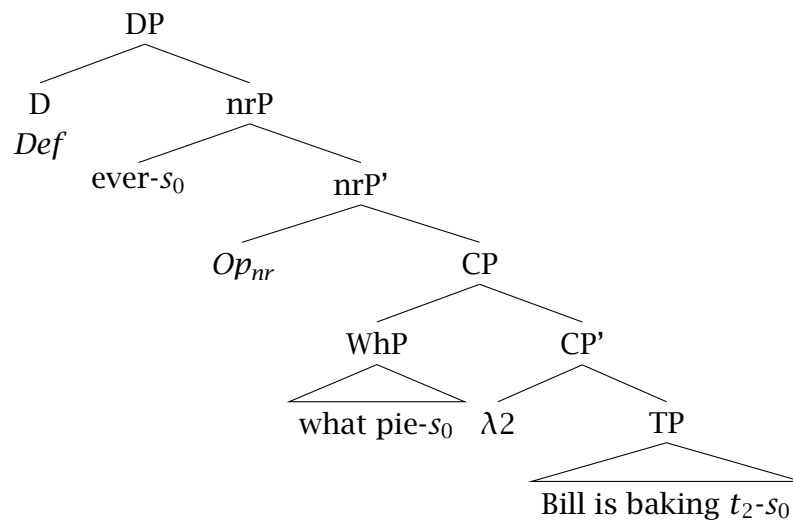 DP
D nrP
Def
ever-s₀ nrP’
Opₙᵣ CP
WhP CP’
what pie-s₀ λ2 TP
Bill is baking t₂-s₀